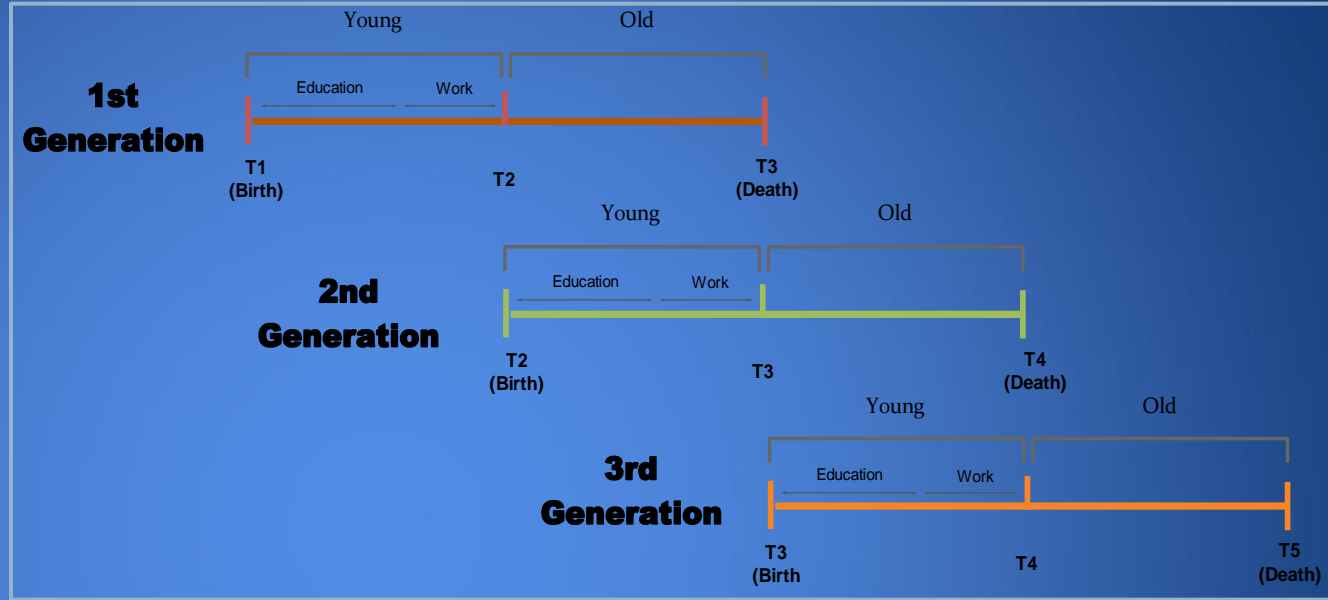 Young
Old
1st
Generation
Education
Work
T1
(Birth)
T2
T3
(Death)
Young
Old
2nd
Generation
Education
Work
T2
(Birth)
T3
T4
(Death)
Young
Old
3rd
Generation
Education
Work
T3
(Birth
T4
T5
(Death)